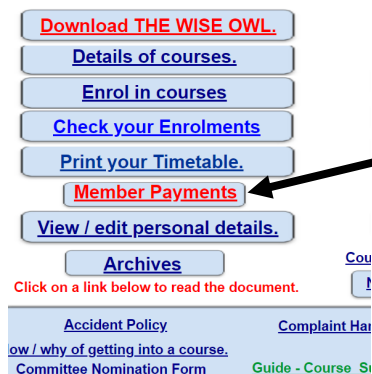 Download THE WISE OWL.
Details of courses.
Enrol in courses
Check your Enrolments
Print your Timetable.
Member Payments
View / edit personal details.
Archives
Click on a link below to read the document.
Accident Policy
/ why of getting into a course.
Committee Nomination Form
Complaint
Guide - Course